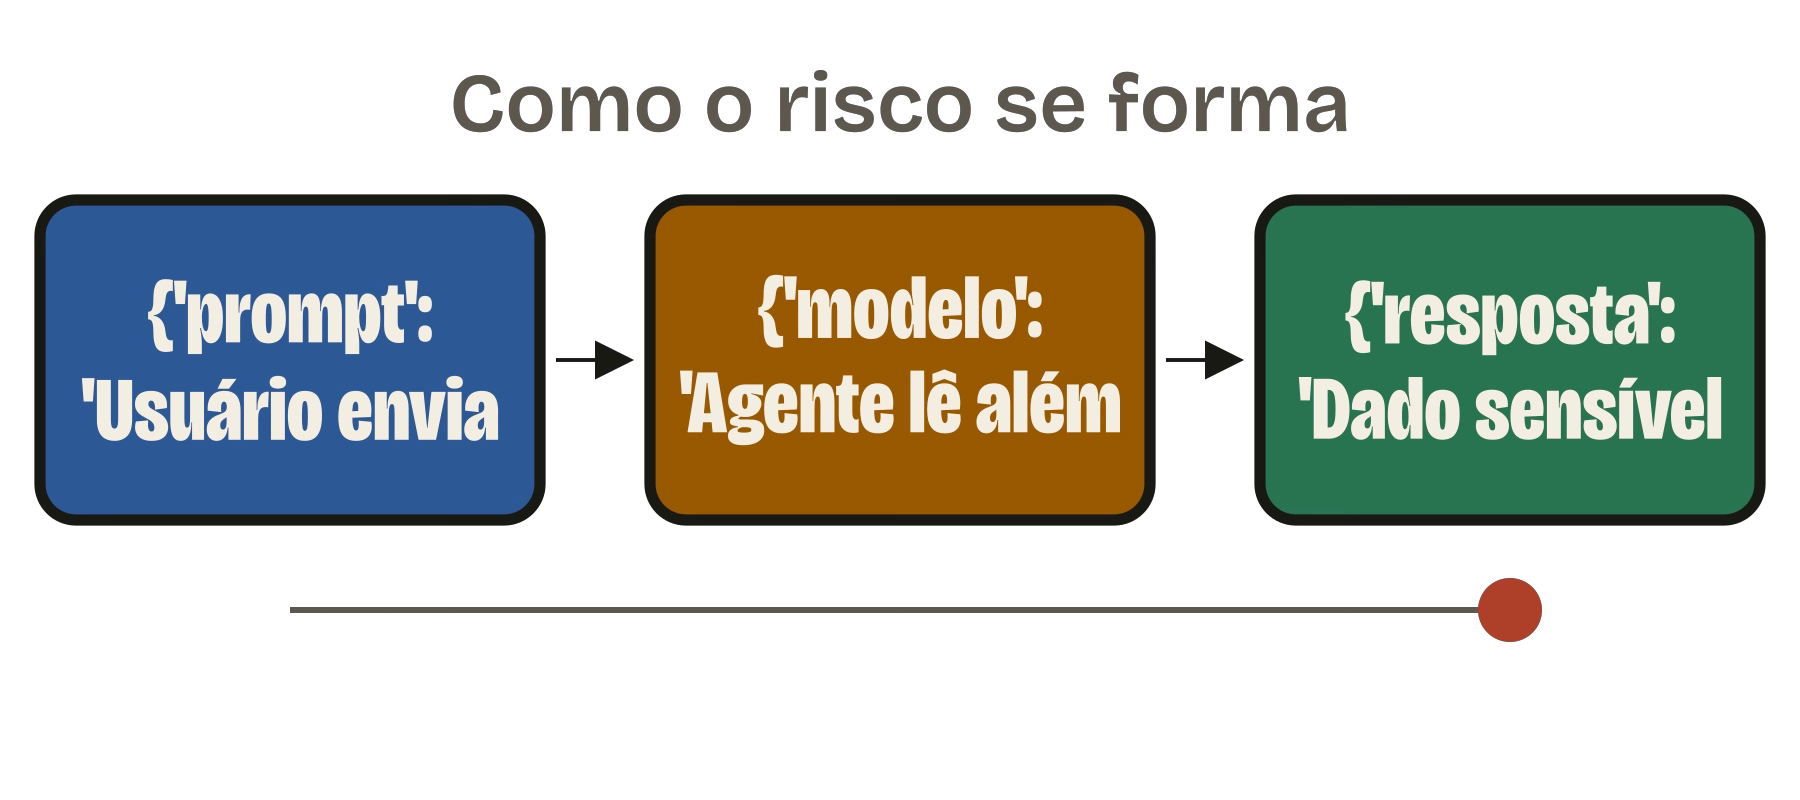 Como o risco se forma
{'prompt':
'Usuário envia
{'modelo':
'Agente lê além
{'resposta':
'Dado sensível